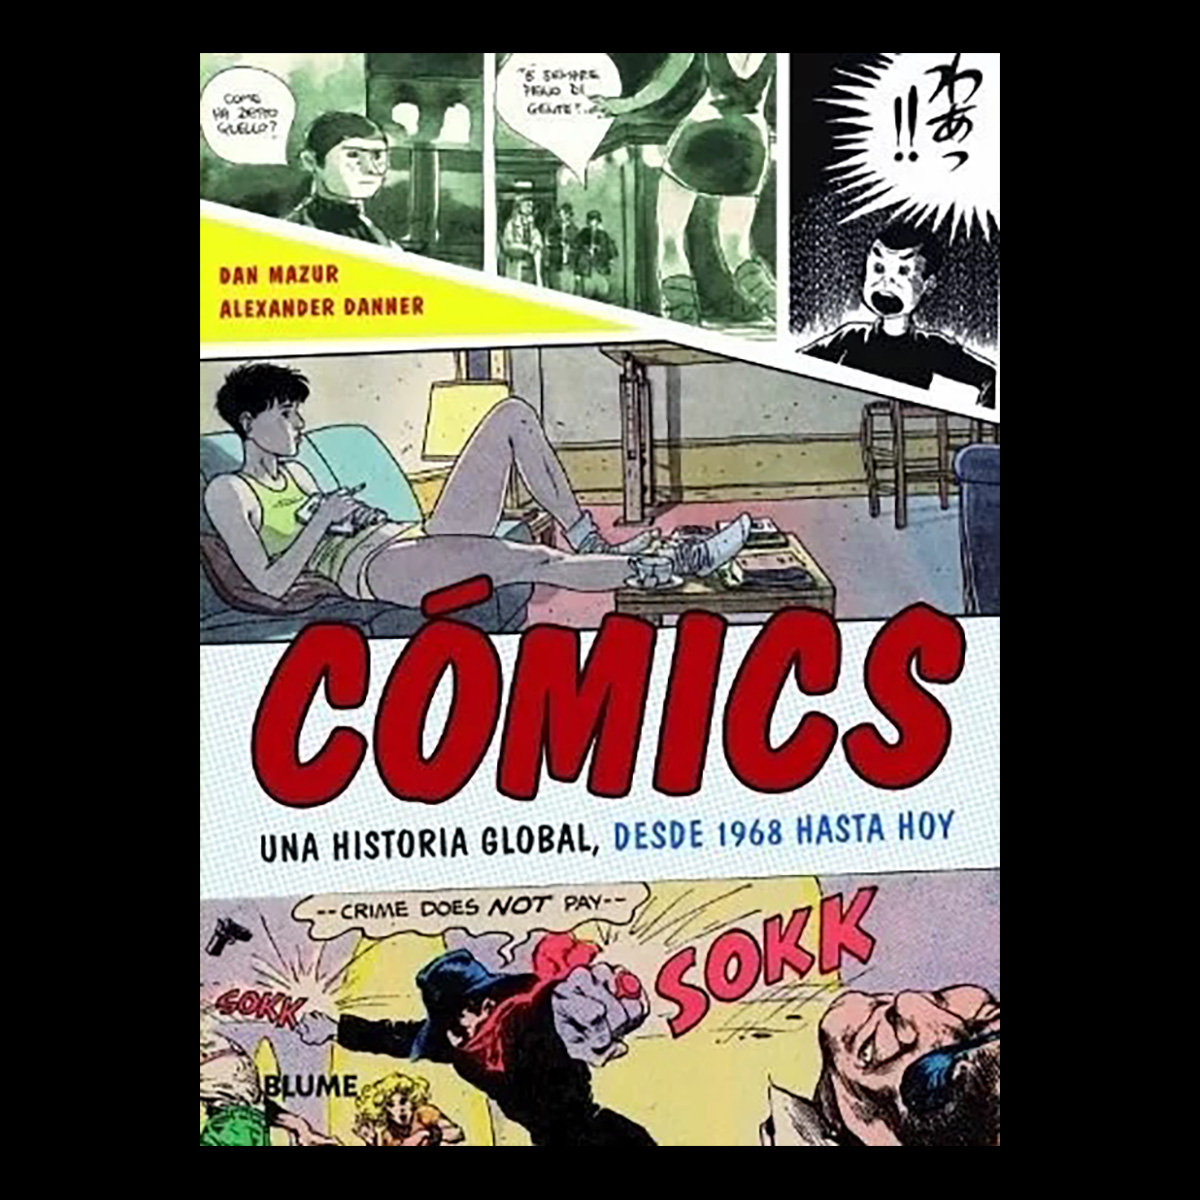 COME
HA DETTO
QUELLO?
"È SEMPRE
PIENO DI
GENTE"...
わあっ
!!
DAN MAZUR
ALEXANDER DANNER
CÓMICS
UNA HISTORIA GLOBAL, DESDE 1968 HASTA HOY
--CRIME DOES NOT PAY--
SOKK
SOKK
BLUME